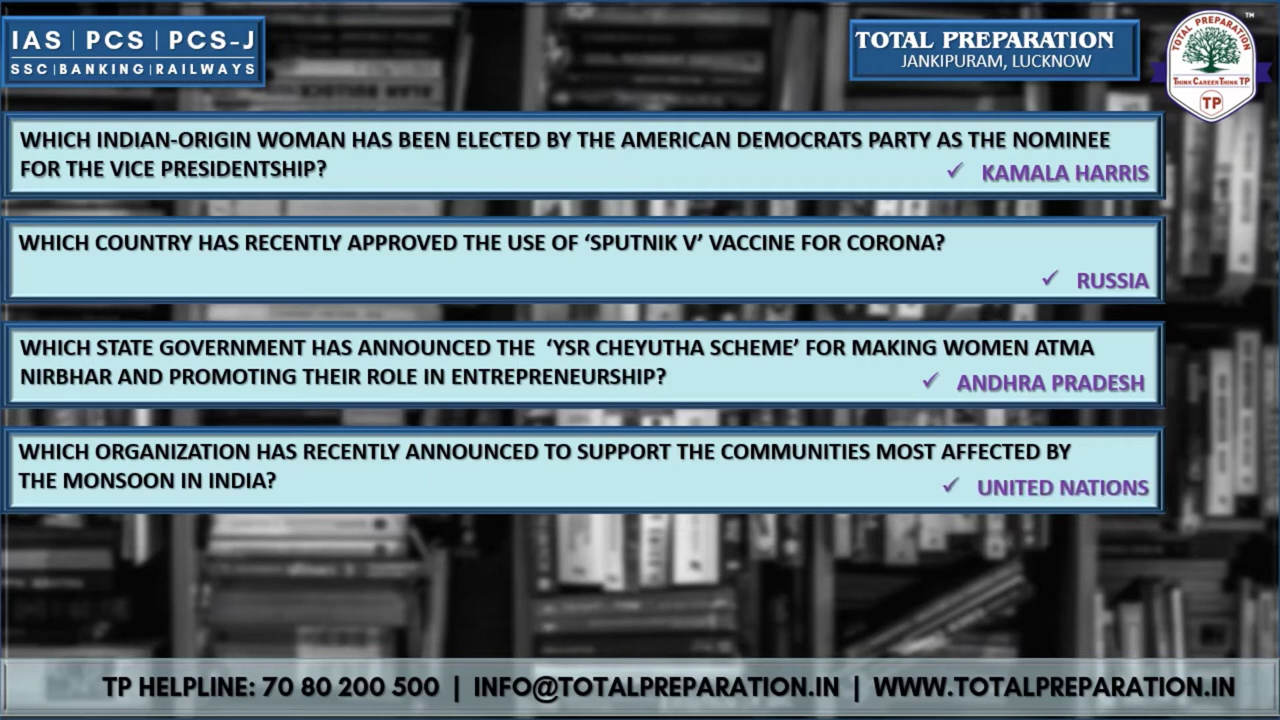 IAS | PCS | PCS-J
SSC|BANKING|RAILWAYS
TOTAL PREPARATION
JANKIPURAM, LUCKNOW
TOTAL PREPARATION
TM
THINK CAREER THINK TP
TP
WHICH INDIAN-ORIGIN WOMAN HAS BEEN ELECTED BY THE AMERICAN DEMOCRATS PARTY AS THE NOMINEE
FOR THE VICE PRESIDENTSHIP?
✓ KAMALA HARRIS
WHICH COUNTRY HAS RECENTLY APPROVED THE USE OF ‘SPUTNIK V’ VACCINE FOR CORONA?
✓ RUSSIA
WHICH STATE GOVERNMENT HAS ANNOUNCED THE ‘YSR CHEYUTHA SCHEME’ FOR MAKING WOMEN ATMA
NIRBHAR AND PROMOTING THEIR ROLE IN ENTREPRENEURSHIP?
✓ ANDHRA PRADESH
WHICH ORGANIZATION HAS RECENTLY ANNOUNCED TO SUPPORT THE COMMUNITIES MOST AFFECTED BY
THE MONSOON IN INDIA?
✓ UNITED NATIONS
TP HELPLINE: 70 80 200 500 | INFO@TOTALPREPARATION.IN | WWW.TOTALPREPARATION.IN